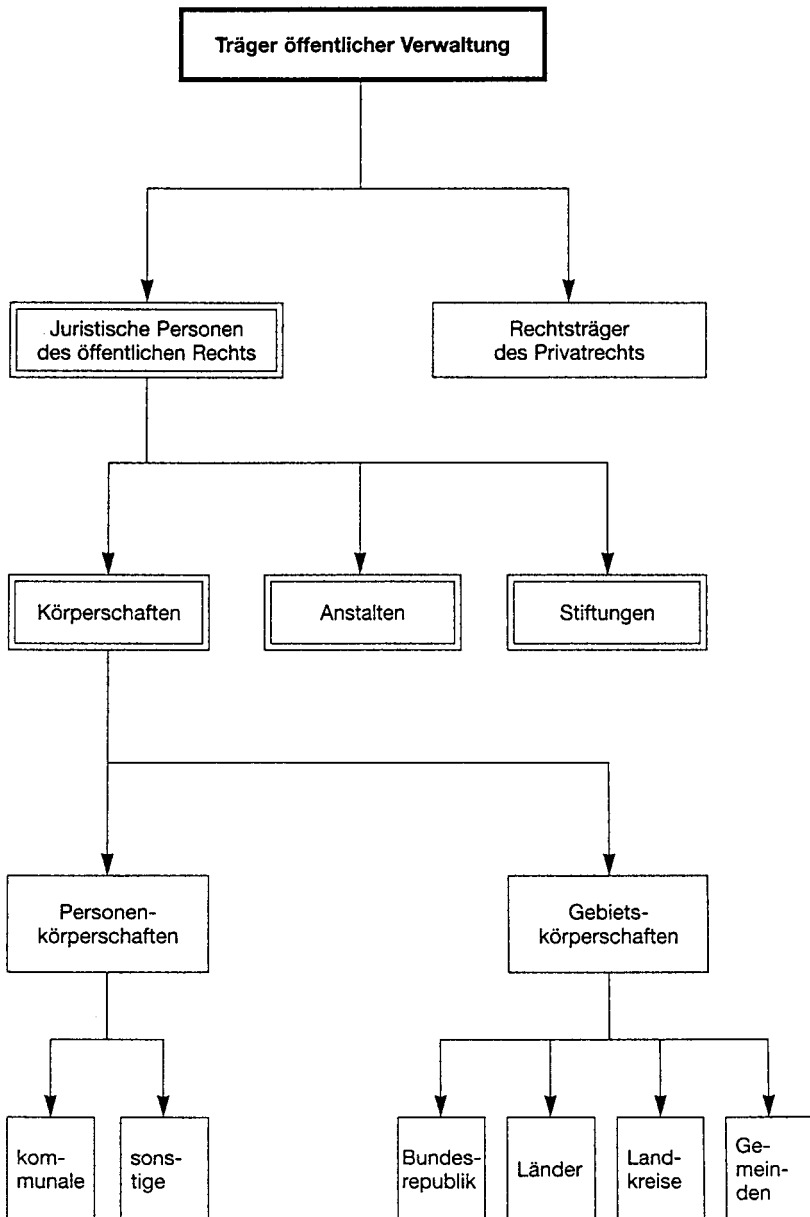 Träger öffentlicher Verwaltung
Juristische Personen
des öffentlichen Rechts
Rechtsträger
des Privatrechts
Körperschaften
Anstalten
Stiftungen
Personen-
körperschaften
Gebiets-
körperschaften
kom-
munale
sons-
tige
Bundes-
republik
Länder
Land-
kreise
Ge-
mein-
den